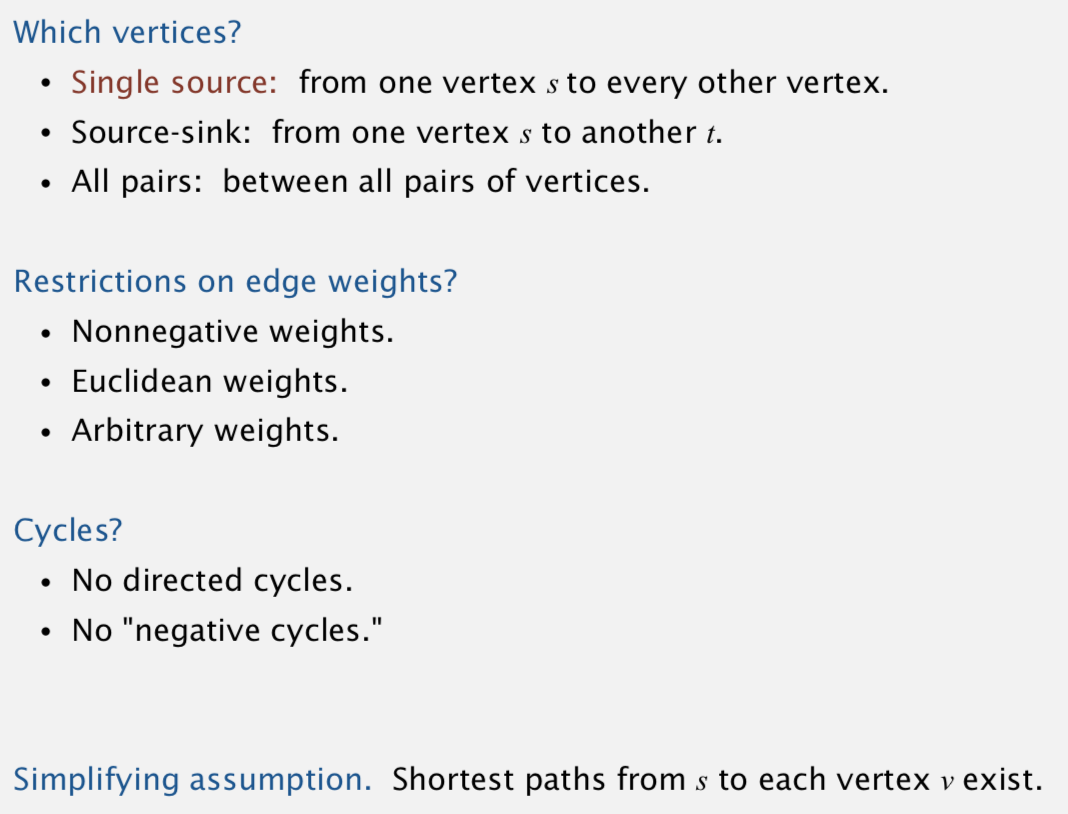 Which vertices?
• Single source: from one vertex s to every other vertex.
• Source-sink: from one vertex s to another t.
• All pairs: between all pairs of vertices.
Restrictions on edge weights?
• Nonnegative weights.
• Euclidean weights.
• Arbitrary weights.
Cycles?
• No directed cycles.
• No "negative cycles."
Simplifying assumption. Shortest paths from s to each vertex v exist.